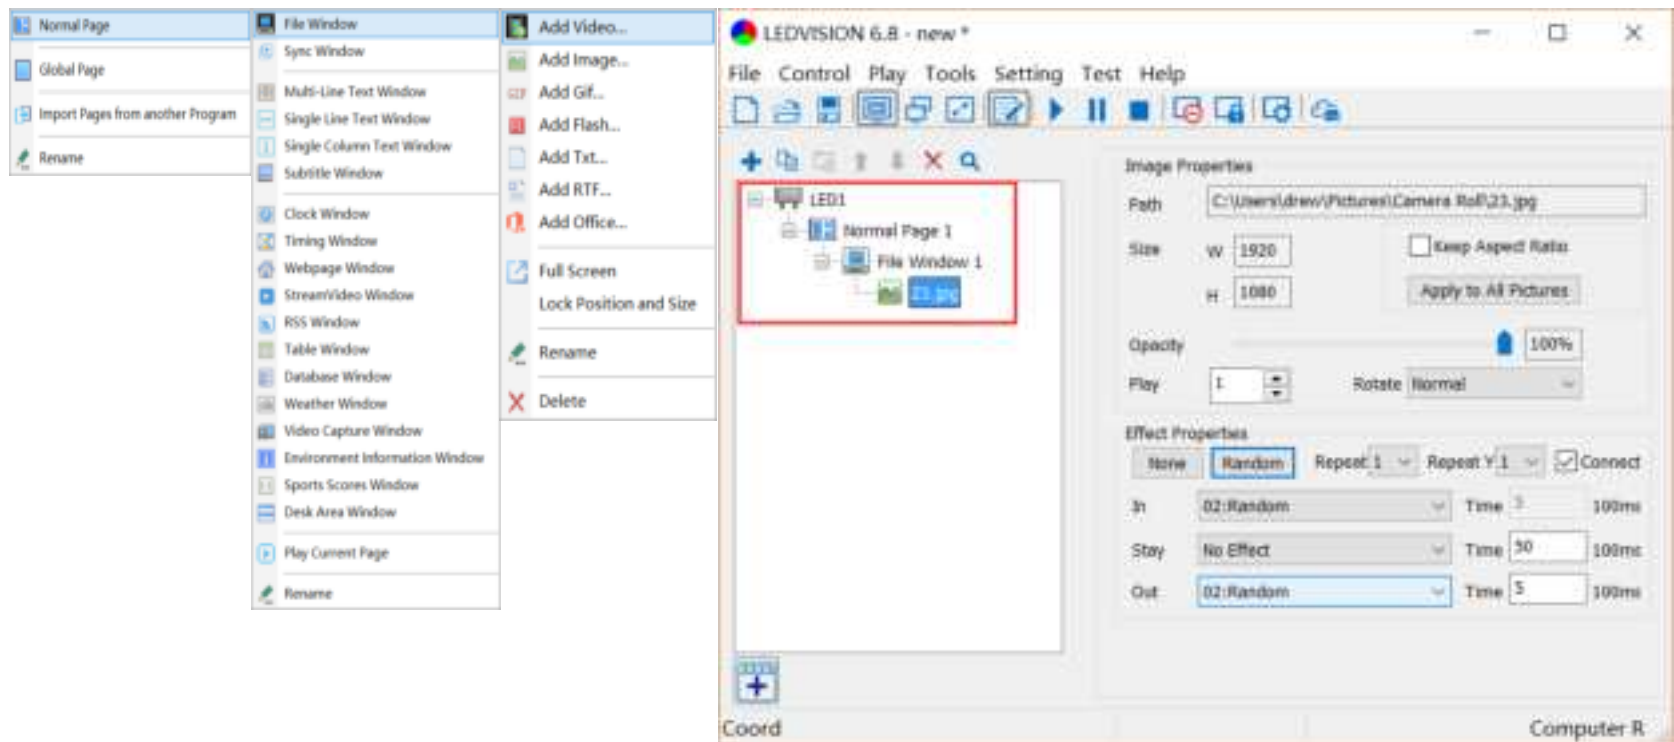 Normal Page
Global Page
Import Pages from another Program
Rename
File Window
Sync Window
Multi-Line Text Window
Single Line Text Window
Single Column Text Window
Subtitle Window
Clock Window
Timing Window
Webpage Window
StreamVideo Window
RSS Window
Table Window
Database Window
Weather Window
Video Capture Window
Environment Information Window
Sports Scores Window
Desk Area Window
Play Current Page
Rename
Add Video...
Add Image...
GIF Add Gif...
Add Flash...
Add Txt...
Add RTF...
Add Office...
Full Screen
Lock Position and Size
Rename
Delete
LEDVISION 6.8 - new *
File Control Play Tools Setting Test Help
LED1
Normal Page 1
File Window 1
23.jpg
Image Properties
Path C:\Users\drew\Pictures\Camera Roll\23.jpg
Size W 1920 Keep Aspect Ratio
H 1080 Apply to All Pictures
Opacity 100%
Play 1 Rotate Normal
Effect Properties
None Random Repeat 1 Repeat Y 1 Connect
In 02:Random Time 100ms
Stay No Effect Time 50 100ms
Out 02:Random Time 5 100ms
Coord Computer R